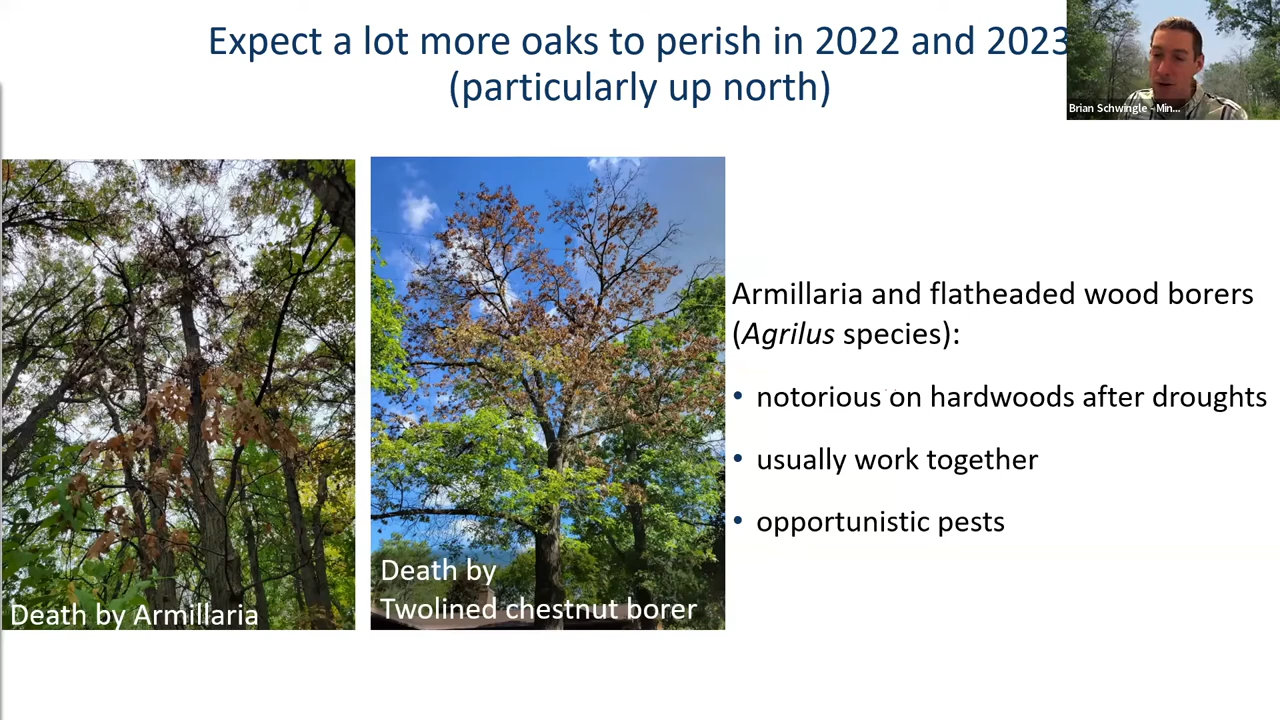 Expect a lot more oaks to perish in 2022 and 2023
(particularly up north)
Brian Schwingle - Min...
Death by Armillaria
Death by
Twolined chestnut borer
Armillaria and flatheaded wood borers
(Agrilus species):
• notorious on hardwoods after droughts
• usually work together
• opportunistic pests